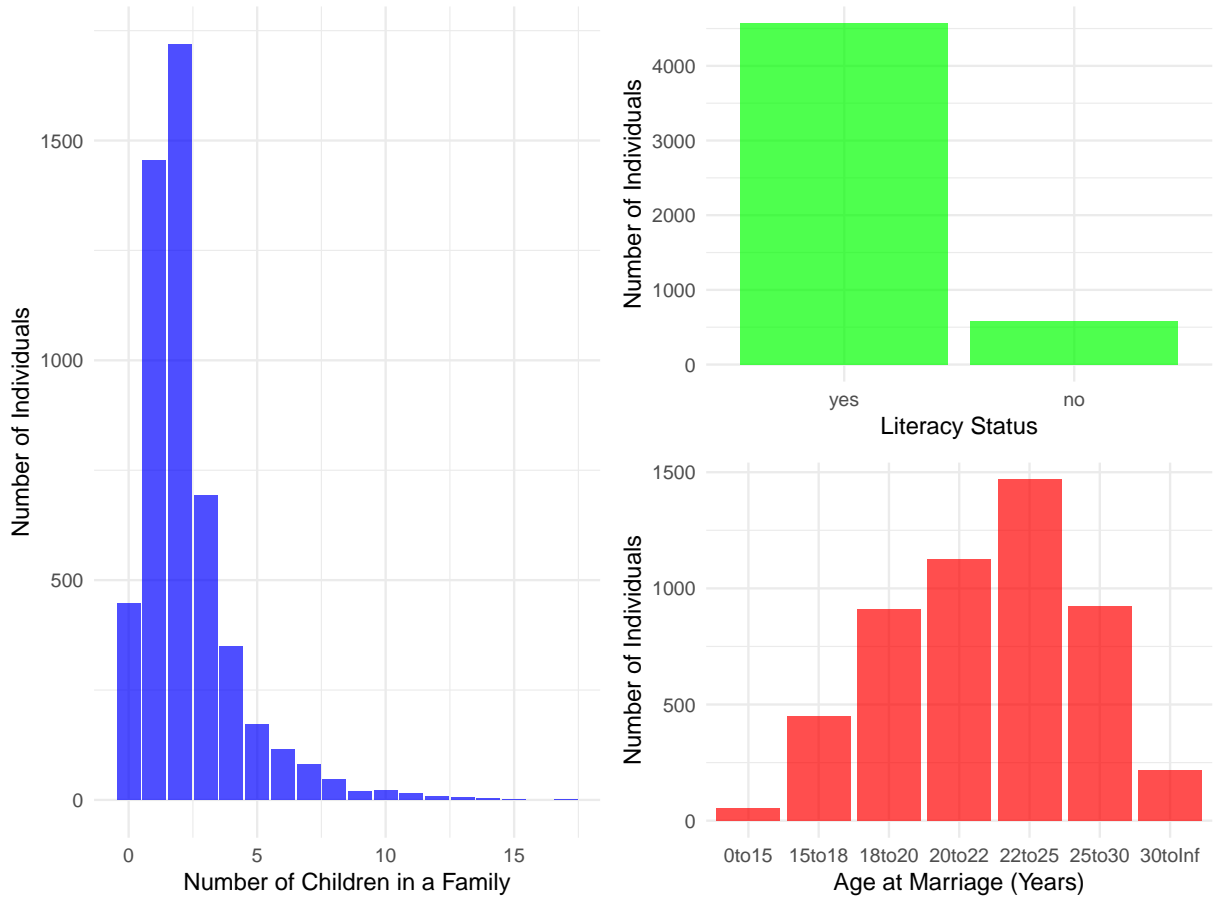 Number of Individuals
1500
1000
500
0
0 5 10 15
Number of Children in a Family
Number of Individuals
4000
3000
2000
1000
0
yes no
Literacy Status
Number of Individuals
1500
1000
500
0
0to15 15to18 18to20 20to22 22to25 25to30 30toInf
Age at Marriage (Years)